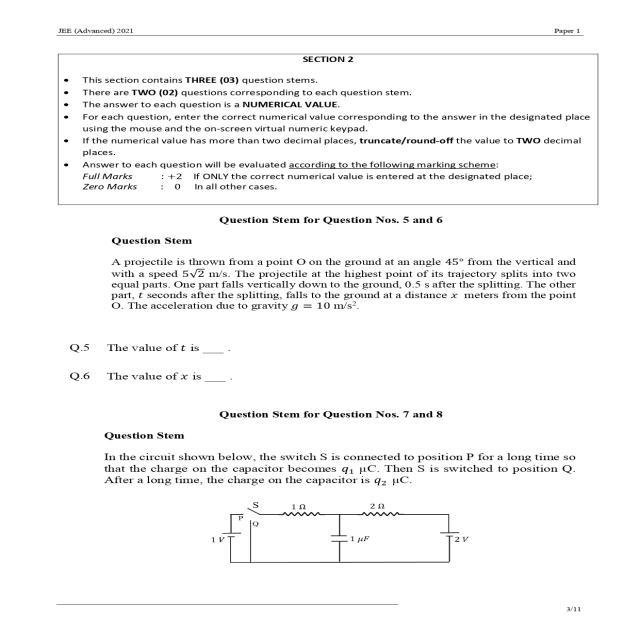 JEE (Advanced) 2021 Paper 1
SECTION 2
• This section contains THREE (03) question stems.
• There are TWO (02) questions corresponding to each question stem.
• The answer to each question is a NUMERICAL VALUE.
• For each question, enter the correct numerical value corresponding to the answer in the designated place
using the mouse and the on-screen virtual numeric keypad.
• If the numerical value has more than two decimal places, truncate/round-off the value to TWO decimal
places.
• Answer to each question will be evaluated according to the following marking scheme:
Full Marks : +2 If ONLY the correct numerical value is entered at the designated place;
Zero Marks : 0 In all other cases.
Question Stem for Question Nos. 5 and 6
Question Stem
A projectile is thrown from a point O on the ground at an angle 45° from the vertical and
with a speed 5√2 m/s. The projectile at the highest point of its trajectory splits into two
equal parts. One part falls vertically down to the ground, 0.5 s after the splitting. The other
part, t seconds after the splitting, falls to the ground at a distance x meters from the point
O. The acceleration due to gravity g = 10 m/s².
Q.5 The value of t is ___ .
Q.6 The value of x is ___ .
Question Stem for Question Nos. 7 and 8
Question Stem
In the circuit shown below, the switch S is connected to position P for a long time so
that the charge on the capacitor becomes q₁ μC. Then S is switched to position Q.
After a long time, the charge on the capacitor is q₂ μC.
S 1 Ω 2 Ω
P
Q
1 V 1 μF 2 V
3/11